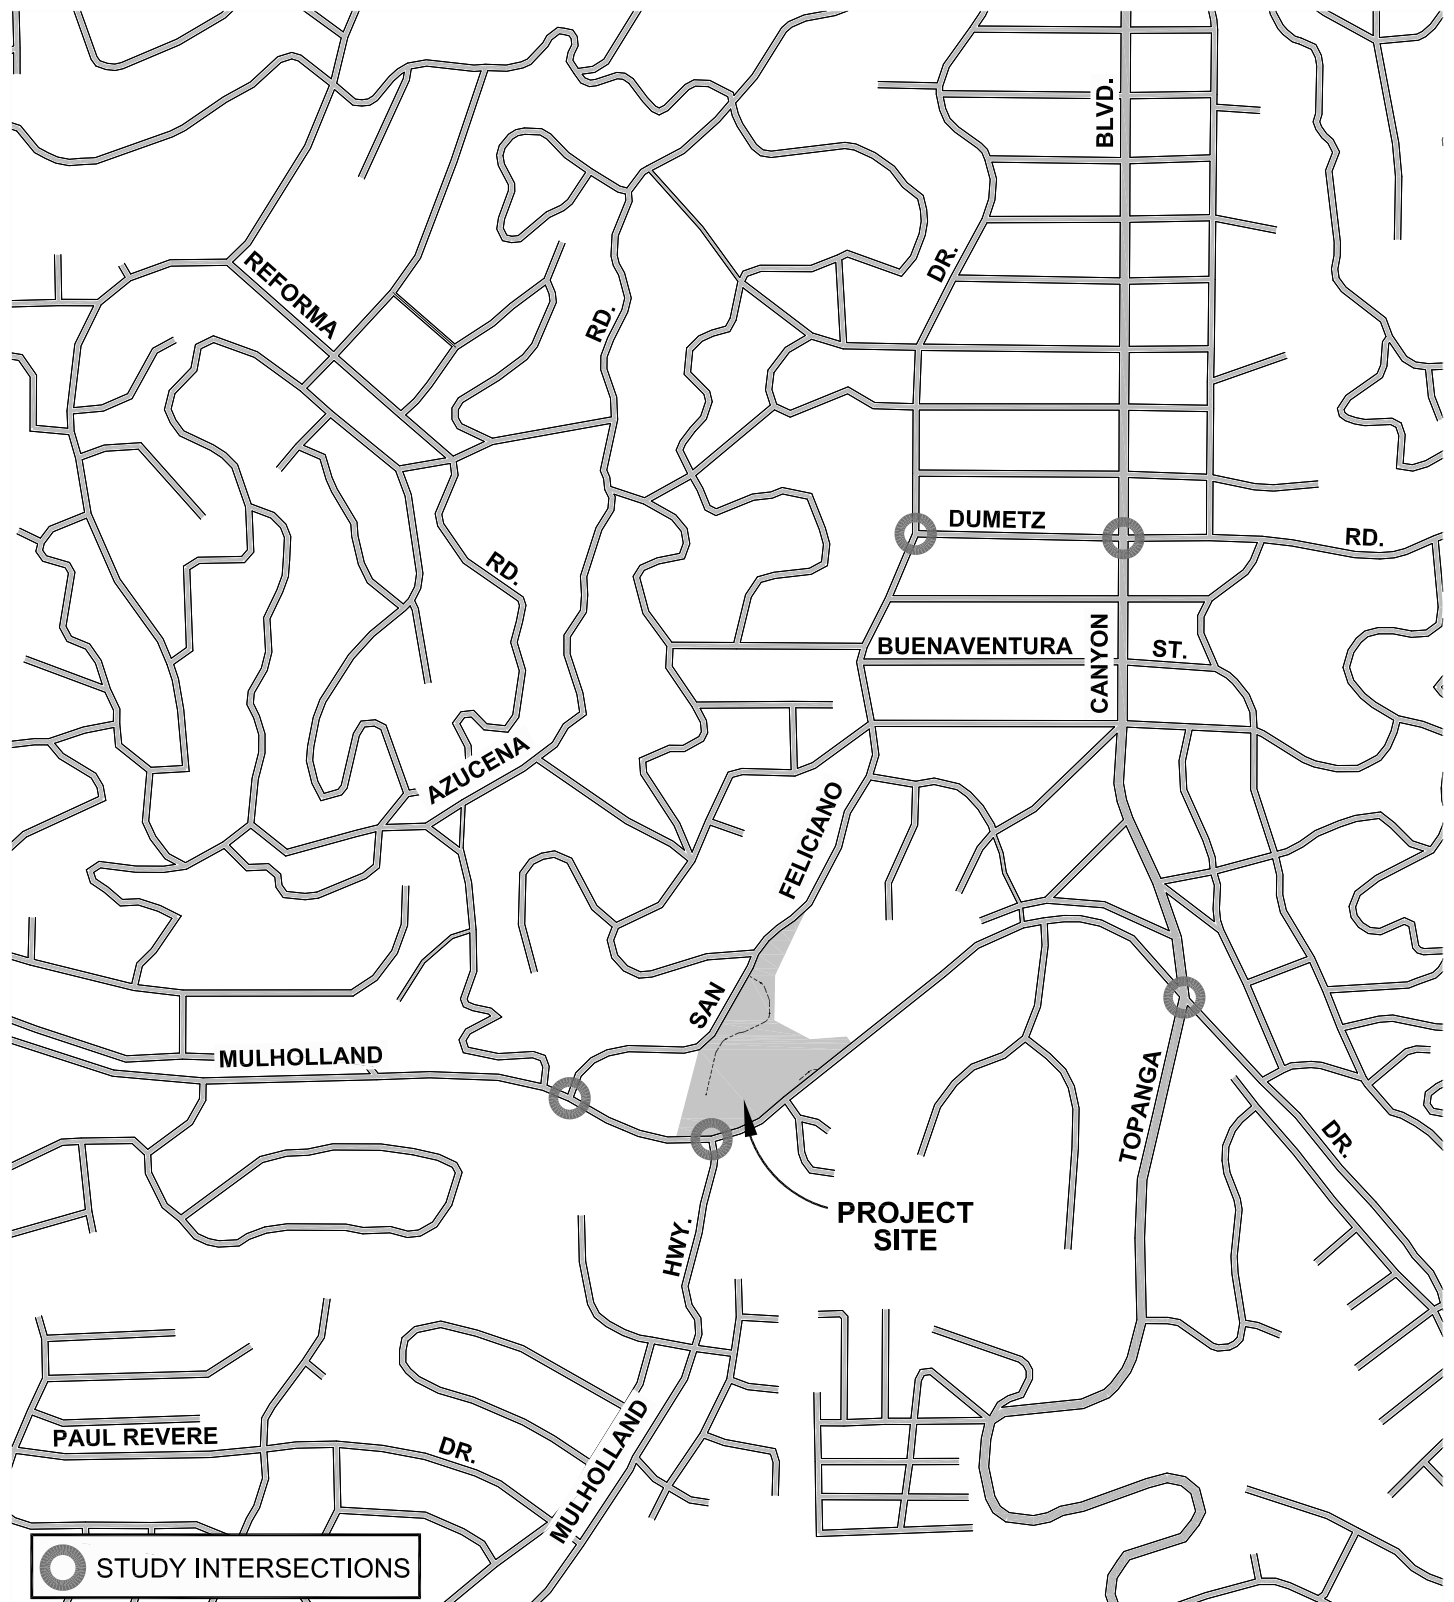 BLVD.
DR.
REFORMA
RD.
DUMETZ
RD.
RD.
BUENAVENTURA
ST.
CANYON
AZUCENA
FELICIANO
SAN
MULHOLLAND
TOPANGA
DR.
PROJECT
SITE
HWY.
MULHOLLAND
PAUL REVERE
DR.
STUDY INTERSECTIONS